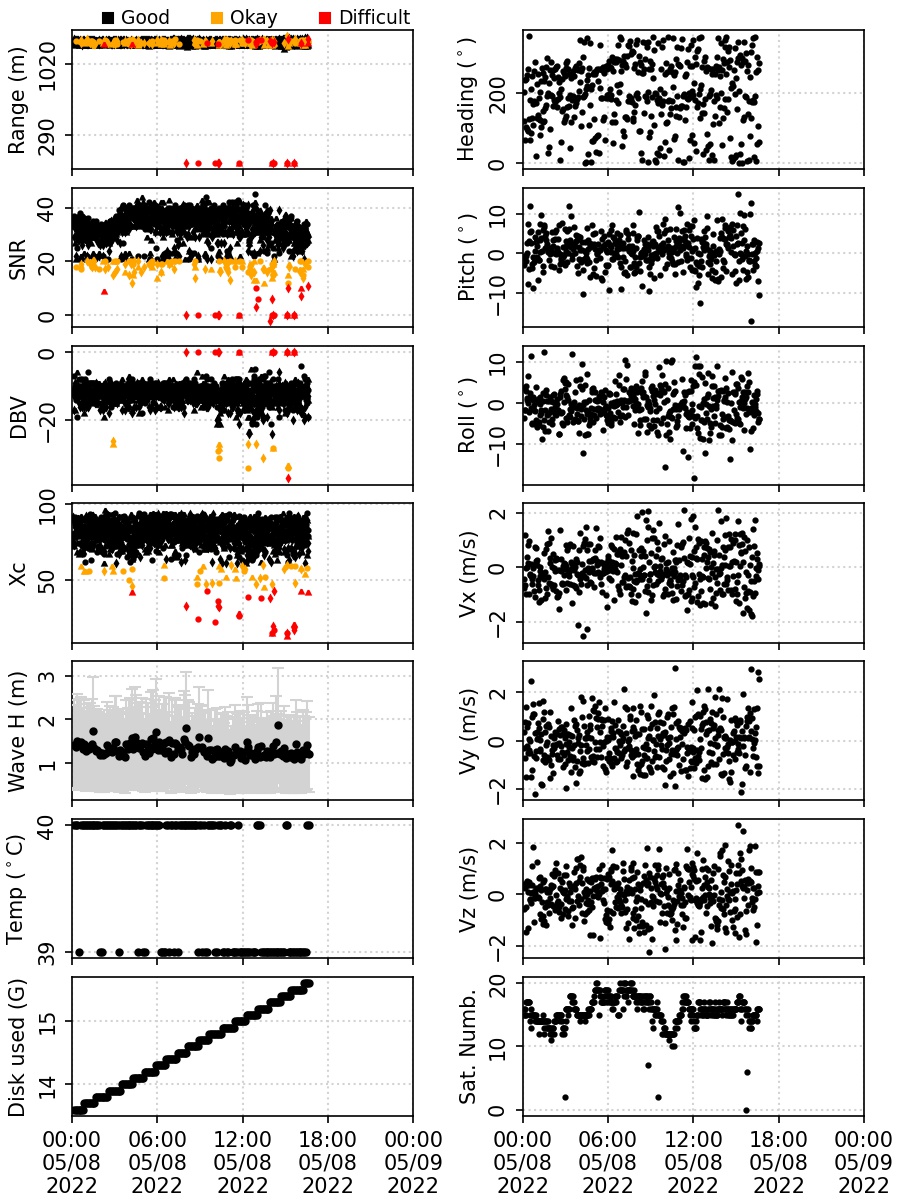 Good Okay Difficult
Range (m)
1020
290
Heading (°)
200
0
SNR
40
20
0
Pitch (°)
10
0
−10
DBV
0
−20
Roll (°)
10
0
−10
Xc
100
50
Vx (m/s)
2
0
−2
Wave H (m)
3
2
1
Vy (m/s)
2
0
−2
Temp (°C)
40
39
Vz (m/s)
2
0
−2
Disk used (G)
15
14
Sat. Numb.
20
10
0
00:00 06:00 12:00 18:00 00:00
05/08 05/08 05/08 05/08 05/09
2022 2022 2022 2022 2022
00:00 06:00 12:00 18:00 00:00
05/08 05/08 05/08 05/08 05/09
2022 2022 2022 2022 2022